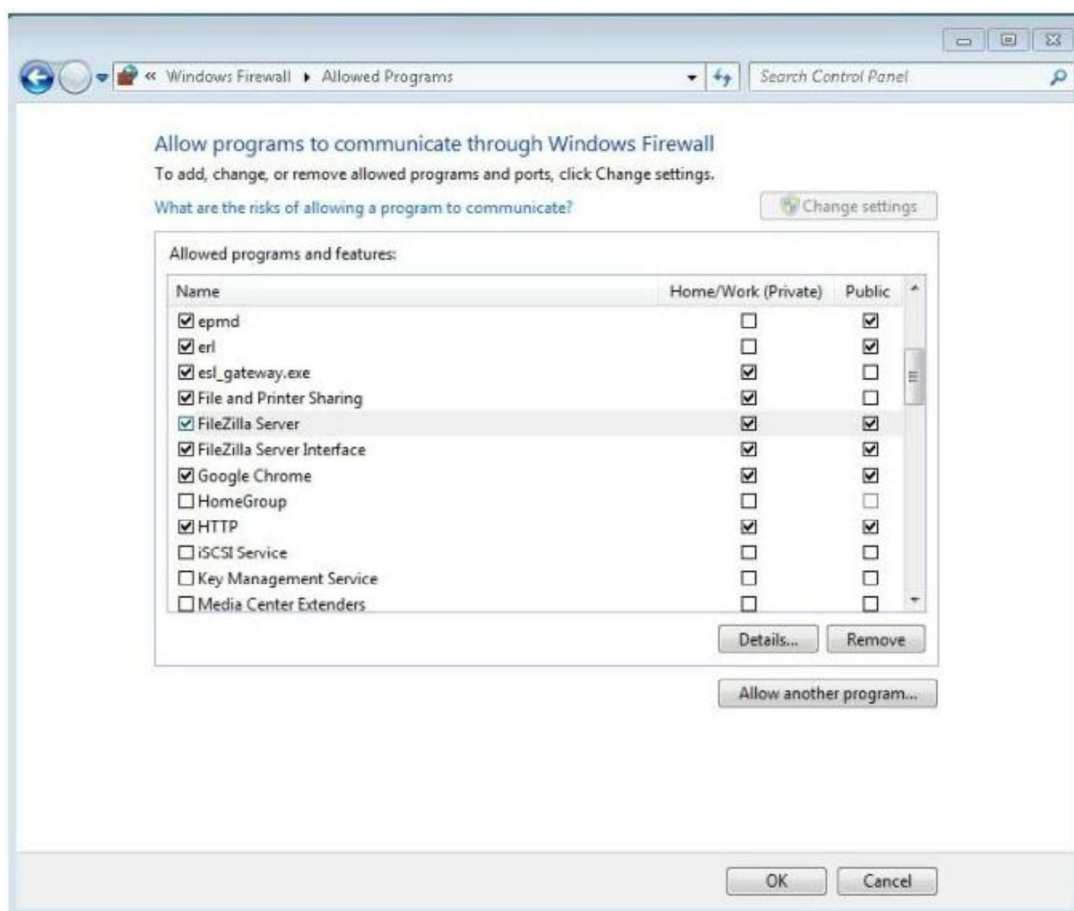 « Windows Firewall ▸ Allowed Programs
Search Control Panel
Allow programs to communicate through Windows Firewall
To add, change, or remove allowed programs and ports, click Change settings.
What are the risks of allowing a program to communicate?
Change settings
Allowed programs and features:
Name Home/Work (Private) Public
epmd
erl
esl_gateway.exe
File and Printer Sharing
FileZilla Server
FileZilla Server Interface
Google Chrome
HomeGroup
HTTP
iSCSI Service
Key Management Service
Media Center Extenders
Details... Remove
Allow another program...
OK Cancel